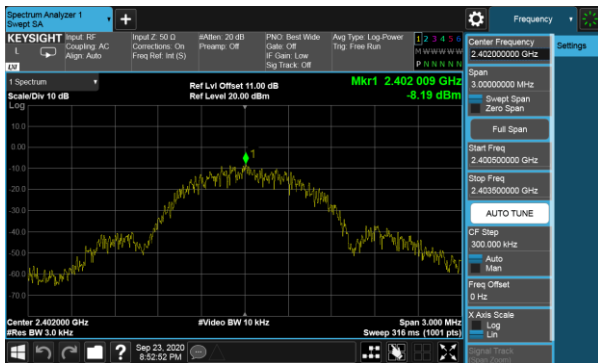 Spectrum Analyzer 1
Swept SA
+
Frequency
KEYSIGHT
L
Input: RF
Coupling: AC
Align: Auto
Input Z: 50 Ω
Corrections: On
Freq Ref: Int (S)
#Atten: 20 dB
Preamp: Off
PNO: Best Wide
Gate: Off
IF Gain: Low
Sig Track: Off
Avg Type: Log-Power
Trig: Free Run
1 2 3 4 5 6
M W W W W W
P N N N N N
LXI
1 Spectrum
Scale/Div 10 dB
Log
Ref Lvl Offset 11.00 dB
Ref Level 20.00 dBm
Mkr1 2.402 009 GHz
-8.19 dBm
10.0
0.00
-10.0
-20.0
-30.0
-40.0
-50.0
-60.0
-70.0
1
Center 2.402000 GHz
#Res BW 3.0 kHz
#Video BW 10 kHz
Span 3.000 MHz
Sweep 316 ms (1001 pts)
?
Sep 23, 2020
8:52:52 PM
Center Frequency
2.402000000 GHz
Span
3.00000000 MHz
Swept Span
Zero Span
Full Span
Start Freq
2.400500000 GHz
Stop Freq
2.403500000 GHz
AUTO TUNE
CF Step
300.000 kHz
Auto
Man
Freq Offset
0 Hz
X Axis Scale
Log
Lin
Signal Track
(Span Zoom)
Settings